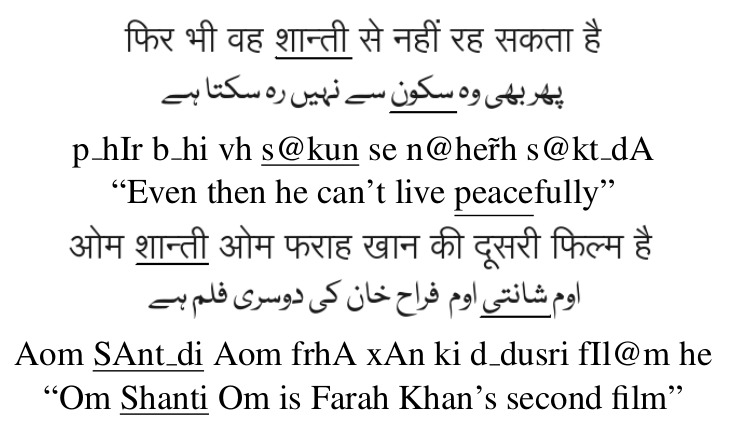 फिर भी वह शान्ती से नहीं रह सकता है
پھر بھی وہ سکون سے نہیں رہ سکتا ہے
p_hIr b_hi vh s@kun se n@her̃h s@kt_dA
“Even then he can’t live peacefully”
ओम शान्ती ओम फराह खान की दूसरी फिल्म है
اوم شانتی اوم فراح خان کی دوسری فلم ہے
Aom SAnt_di Aom frhA xAn ki d_dusri fIl@m he
“Om Shanti Om is Farah Khan’s second film”